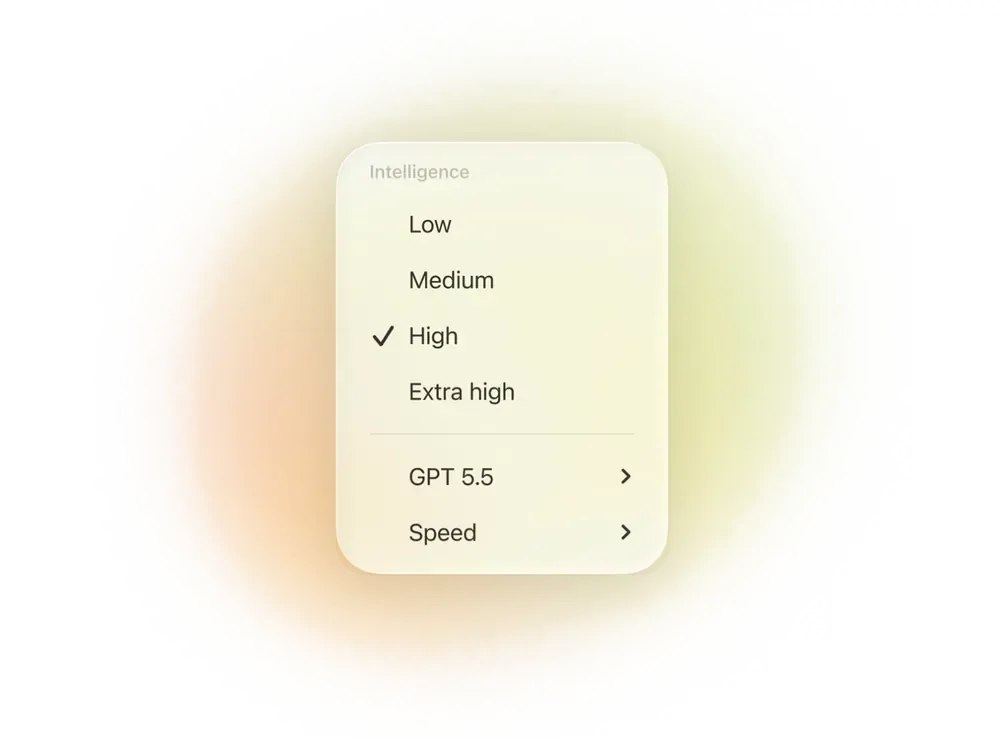 Intelligence
Low
Medium
High
Extra high
GPT 5.5
Speed